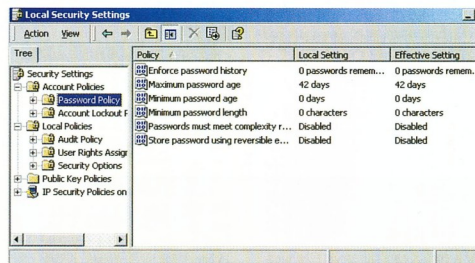 Local Security Settings
Action View
Tree
Policy Local Setting Effective Setting
Security Settings
Account Policies
Password Policy
Account Lockout P
Local Policies
Audit Policy
User Rights Assign
Security Options
Public Key Policies
IP Security Policies on
Enforce password history 0 passwords remem... 0 passwords remem.
Maximum password age 42 days 42 days
Minimum password age 0 days 0 days
Minimum password length 0 characters 0 characters
Passwords must meet complexity r... Disabled Disabled
Store password using reversible e... Disabled Disabled